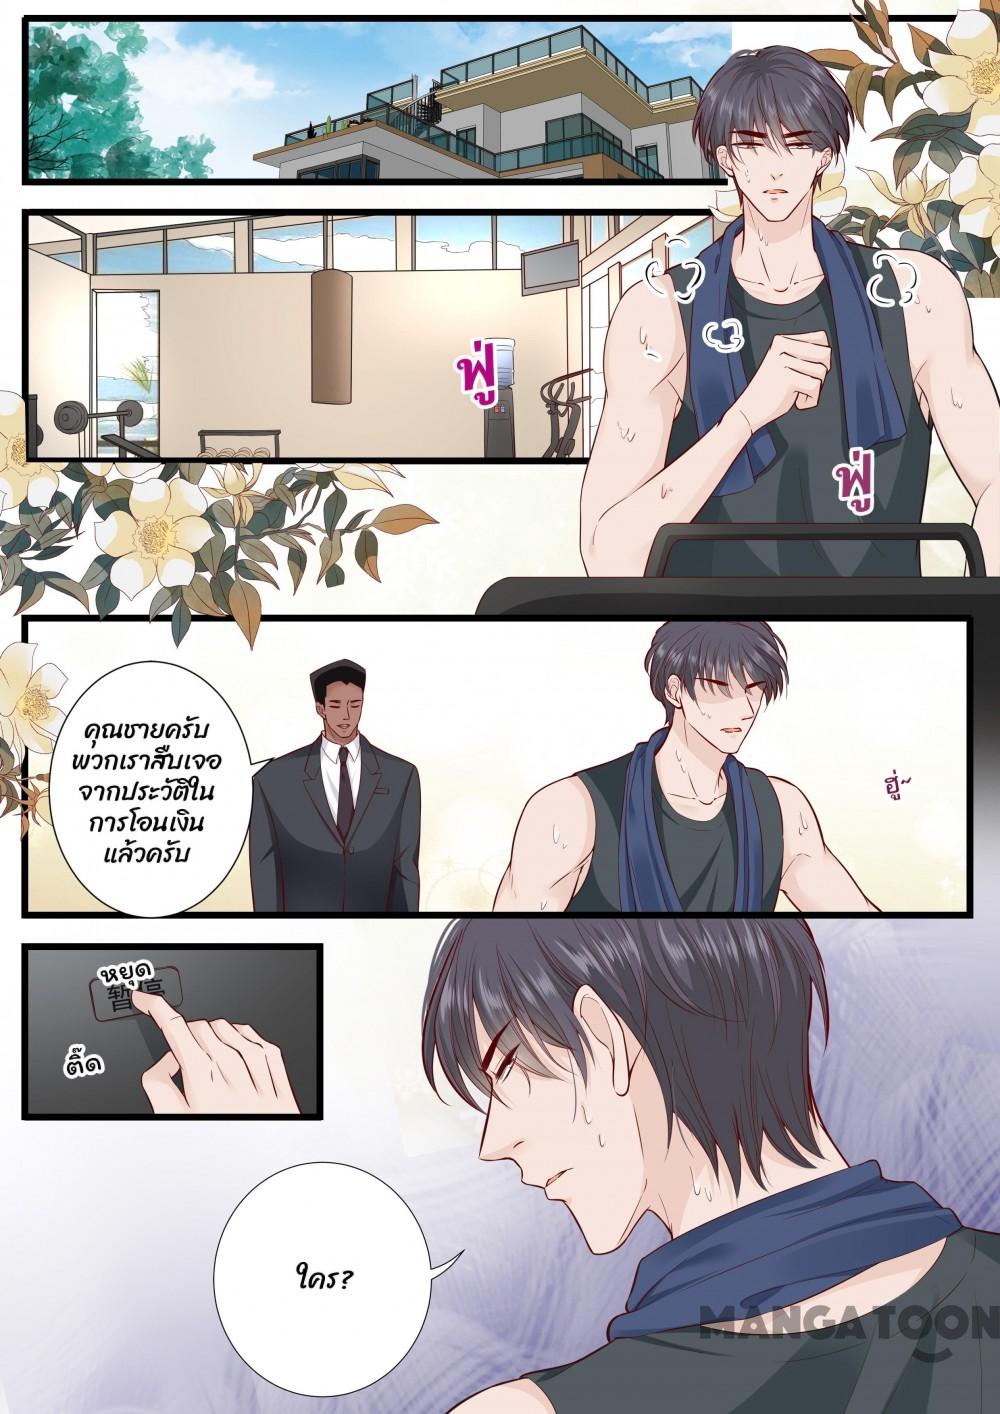 ฟู่
ฟู่
คุณชายครับ
พวกเราสืบเจอ
จากประวัติใน
การโอนเงิน
แล้วครับ
ฮู่~
หยุด
暂停
ติ๊ด
ใคร?
MANGATOON